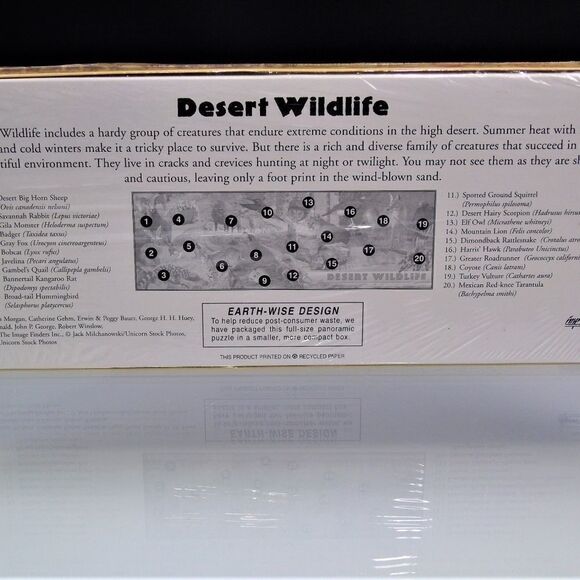 Desert Wildlife
Wildlife includes a hardy group of creatures that endure extreme conditions in the high desert. Summer heat with
and cold winters make it a tricky place to survive. But there is a rich and diverse family of creatures that succeed in
tiful environment. They live in cracks and crevices hunting at night or twilight. You may not see them as they are sh
and cautious, leaving only a foot print in the wind-blown sand.
Desert Big Horn Sheep
(Ovis canadensis nelsoni)
Savannah Rabbit (Lepus victoriae)
Gila Monster (Heloderma suspectum)
Badger (Taxidea taxus)
Gray Fox (Urocyon cineroargenteus)
Bobcat (Lynx rufus)
Javelina (Pecari angulatus)
Gambel's Quail (Callipepla gambelii)
Bannertail Kangaroo Rat
(Dipodomys spectabilis)
Broad-tail Hummingbird
(Selasphorus platycercus)
1 2 3 4 5 6 7 8 9 10 11 12 13 14 15 16 17 18 19 20
DESERT WILDLIFE
11.) Spotted Ground Squirrel
(Permophilus spilosoma)
12.) Desert Hairy Scorpion (Hadrurus
13.) Elf Owl (Micrathene whitneyi)
14.) Mountain Lion (Felis concolor)
15.) Dimondback Rattlesnake (Crotalus
16.) Harris' Hawk (Parabuteo Uncinctus)
17.) Greater Roadrunner (Geococcyx
18.) Coyote (Canis latrans)
19.) Turkey Vulture (Cathartes aura)
20.) Mexican Red-knee Tarantula
(Bachypelma smithi)
Morgan, Catherine Gehm, Erwin & Peggy Bauer, George H. H. Huey,
nald, John P. George, Robert Winslow,
The Image Finders Inc., © Jack Milchanowski/Unicorn Stock Photos,
Unicorn Stock Photos
EARTH-WISE DESIGN
To help reduce post-consumer waste, we
have packaged this full-size panoramic
puzzle in a smaller, more compact box.
THIS PRODUCT PRINTED ON RECYCLED PAPER